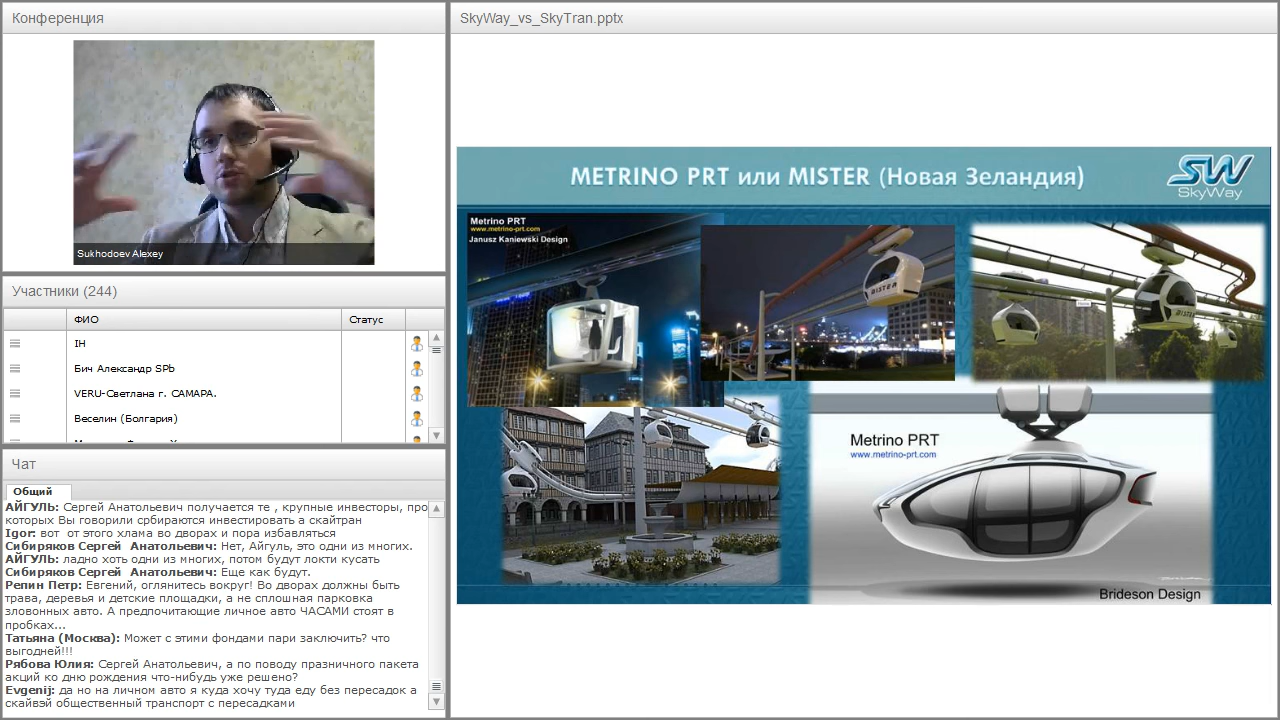 Конференция
Sukhodoev Alexey
Участники (244)
ФИО
Статус
IH
Бич Александр SPb
VERU-Светлана г. САМАРА.
Веселин (Болгария)
Чат
Общий
АЙГУЛЬ: Сергей Анатольевич получается те , крупные инвесторы, про
которых Вы говорили србираются инвестировать а скайтран
Igor: вот от этого хлама во дворах и пора избавляться
Сибиряков Сергей Анатольевич: Нет, Айгуль, это одни из многих.
АЙГУЛЬ: ладно хоть одни из многих, потом будут локти кусать
Сибиряков Сергей Анатольевич: Еще как будут.
Репин Петр: Евгений, оглянитесь вокруг! Во дворах должны быть
трава, деревья и детские площадки, а не сплошная парковка
зловонных авто. А предпочитающие личное авто ЧАСАМИ стоят в
пробках...
Татьяна (Москва): Может с этими фондами пари заключить? что
выгодней!!!
Рябова Юлия: Сергей Анатольевич, а по поводу празничного пакета
акций ко дню рождения что-нибудь уже решено?
Evgenij: да не на личном авто я куда хочу туда еду без пересадок а
скайвэй общественный транспорт с пересадками
SkyWay_vs_SkyTran.pptx
METRINO PRT или MISTER (Новая Зеландия)
SW
SkyWay
Metrino PRT
www.metrino-prt.com
Janusz Kaniewski Design
MISTER
MISTER
Metrino PRT
www.metrino-prt.com
Brideson Design